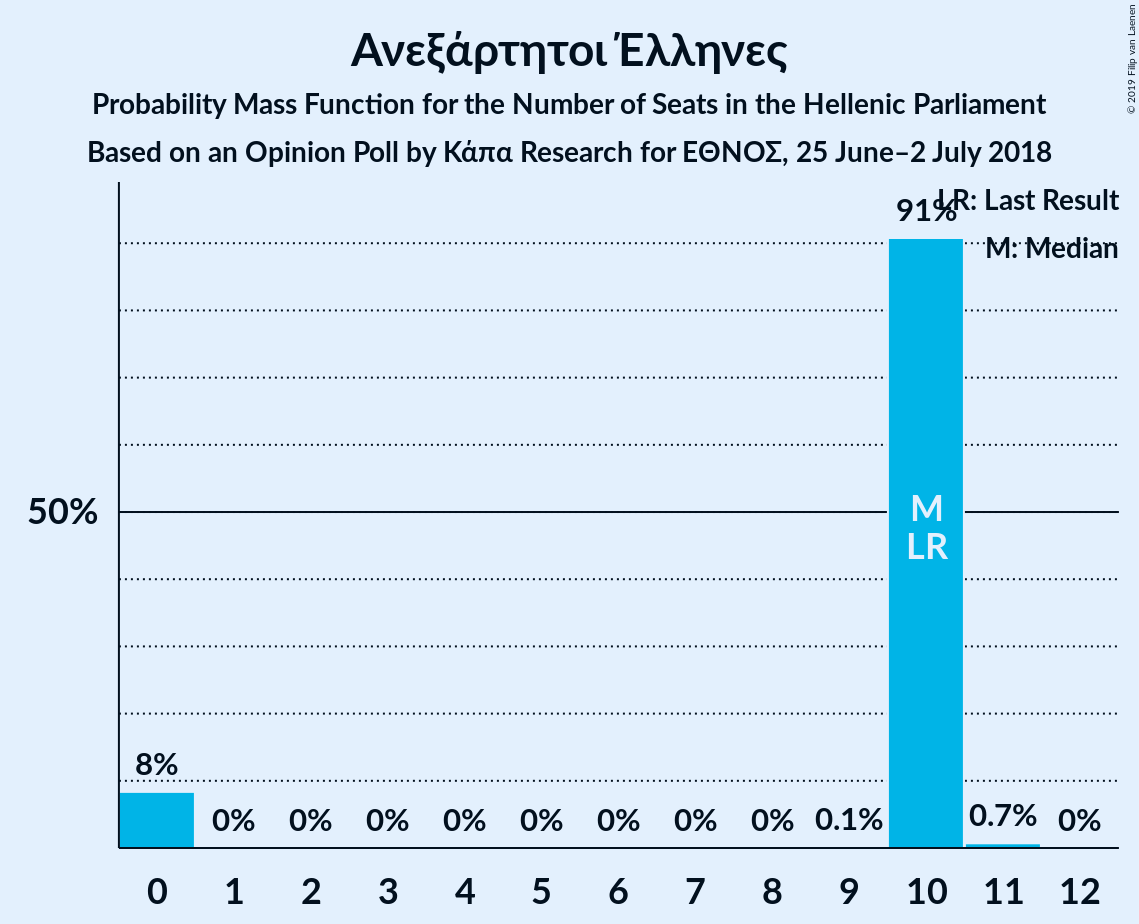 Ανεξάρτητοι Έλληνες
Probability Mass Function for the Number of Seats in the Hellenic Parliament
Based on an Opinion Poll by Κάπα Research for ΕΘΝΟΣ, 25 June–2 July 2018
© 2019 Filip van Laenen
LR: Last Result
M: Median
91%
50%
M
LR
8%
0%
0%
0%
0%
0%
0%
0%
0%
0.1%
0.7%
0%
0 1 2 3 4 5 6 7 8 9 10 11 12